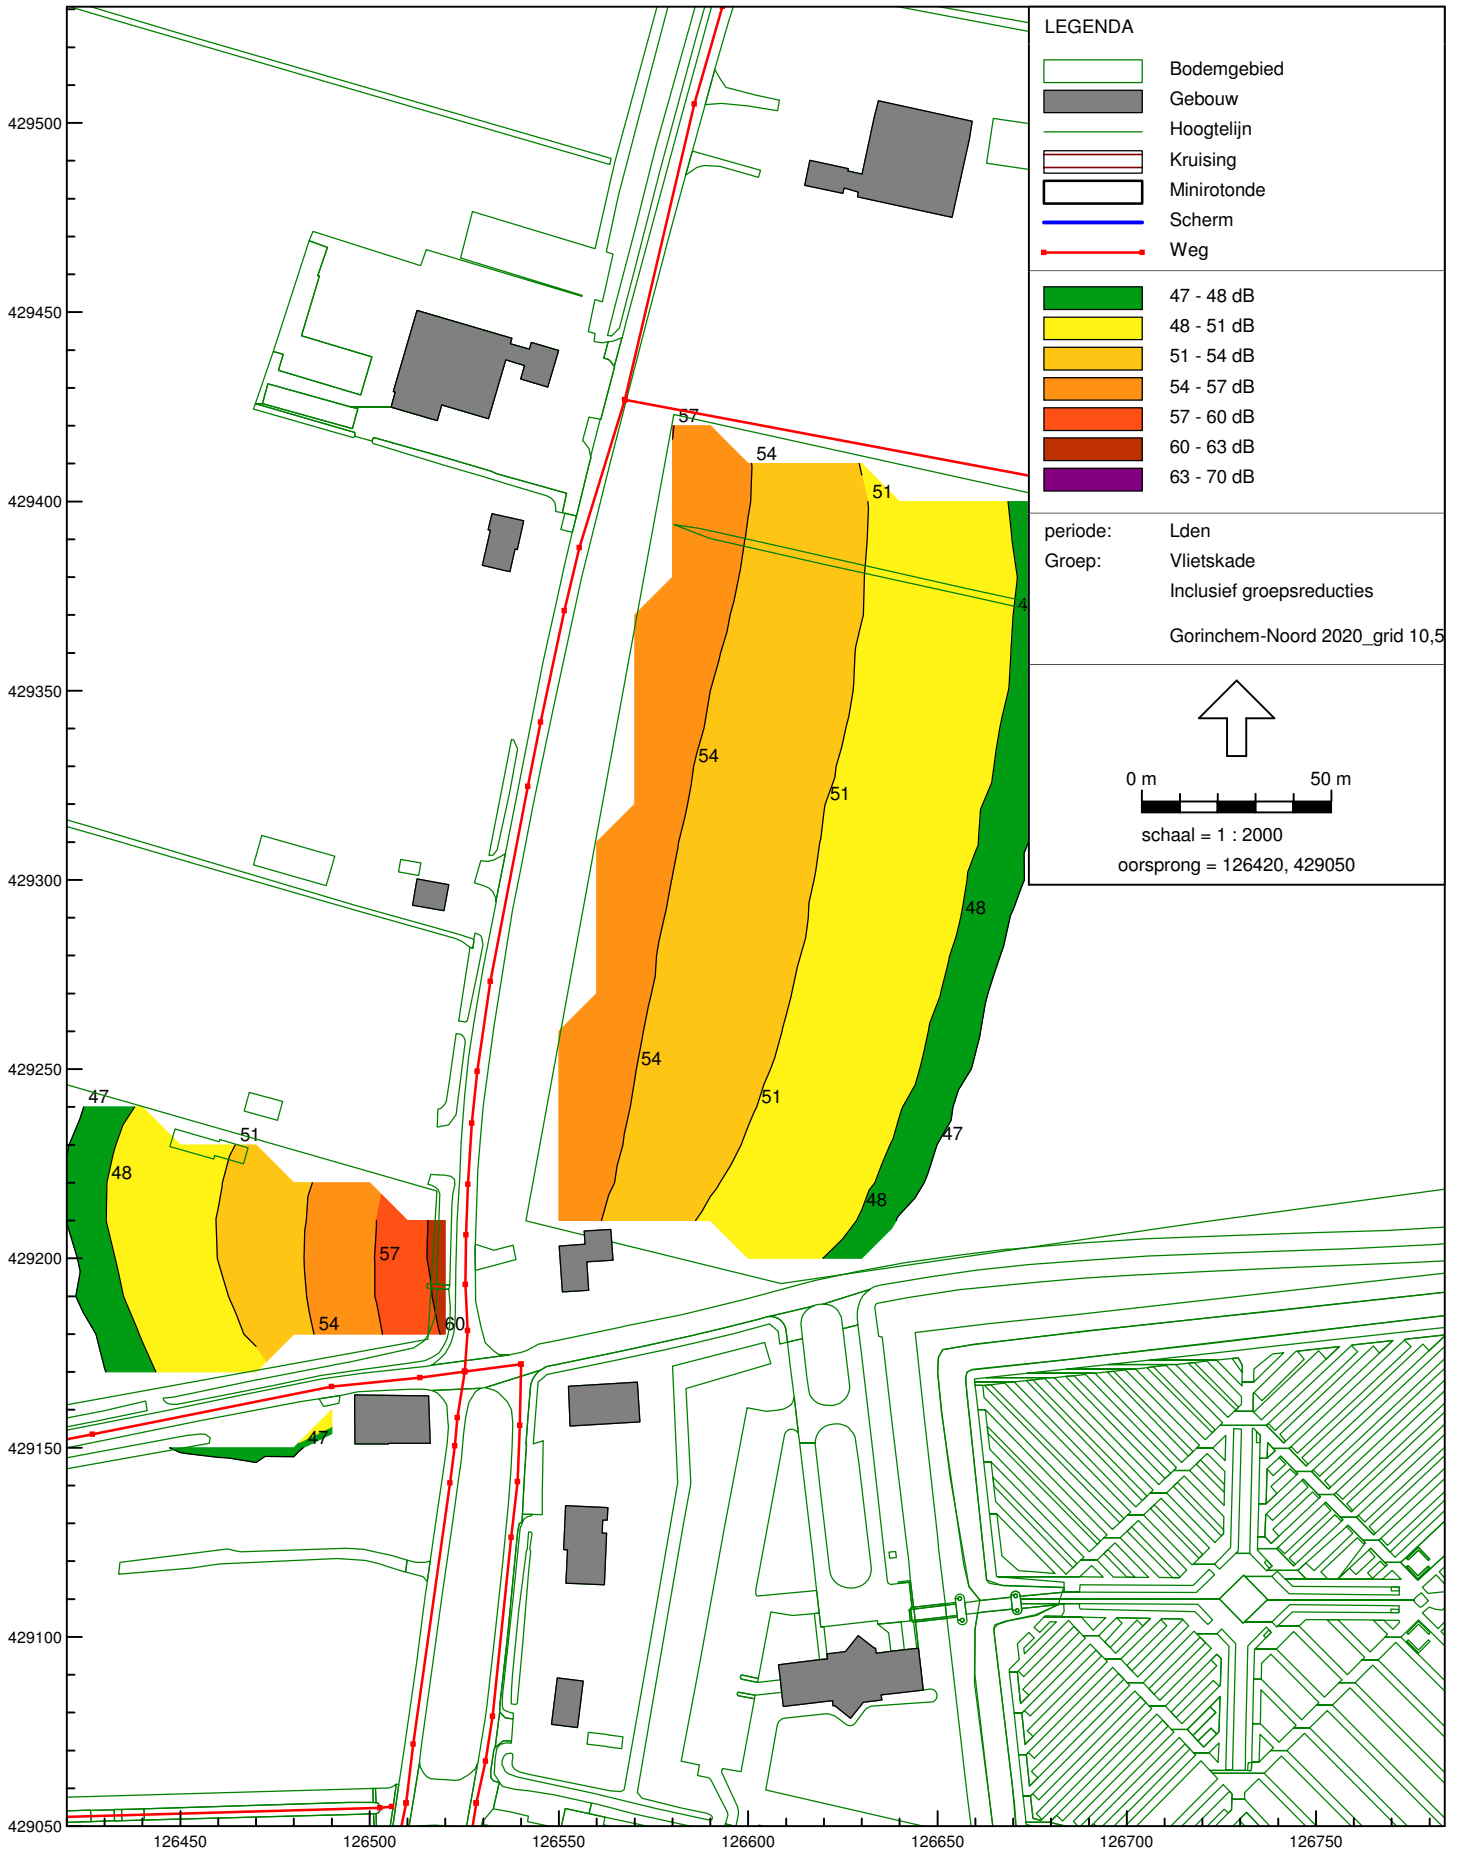 LEGENDA
Bodemgebied
Gebouw
Hoogtelijn
Kruising
Minirotonde
Scherm
Weg
47 - 48 dB
48 - 51 dB
51 - 54 dB
54 - 57 dB
57 - 60 dB
60 - 63 dB
63 - 70 dB
periode: Lden
Groep: Vlietskade
Inclusief groepsreducties
Gorinchem-Noord 2020_grid 10,5
0 m 50 m
schaal = 1 : 2000
oorsprong = 126420, 429050
429500
429450
429400
429350
429300
429250
429200
429150
429100
429050
126450 126500 126550 126600 126650 126700 126750
57
54
51
4
54
51
48
54
51
47
48
47
51
48
57
54
60
47